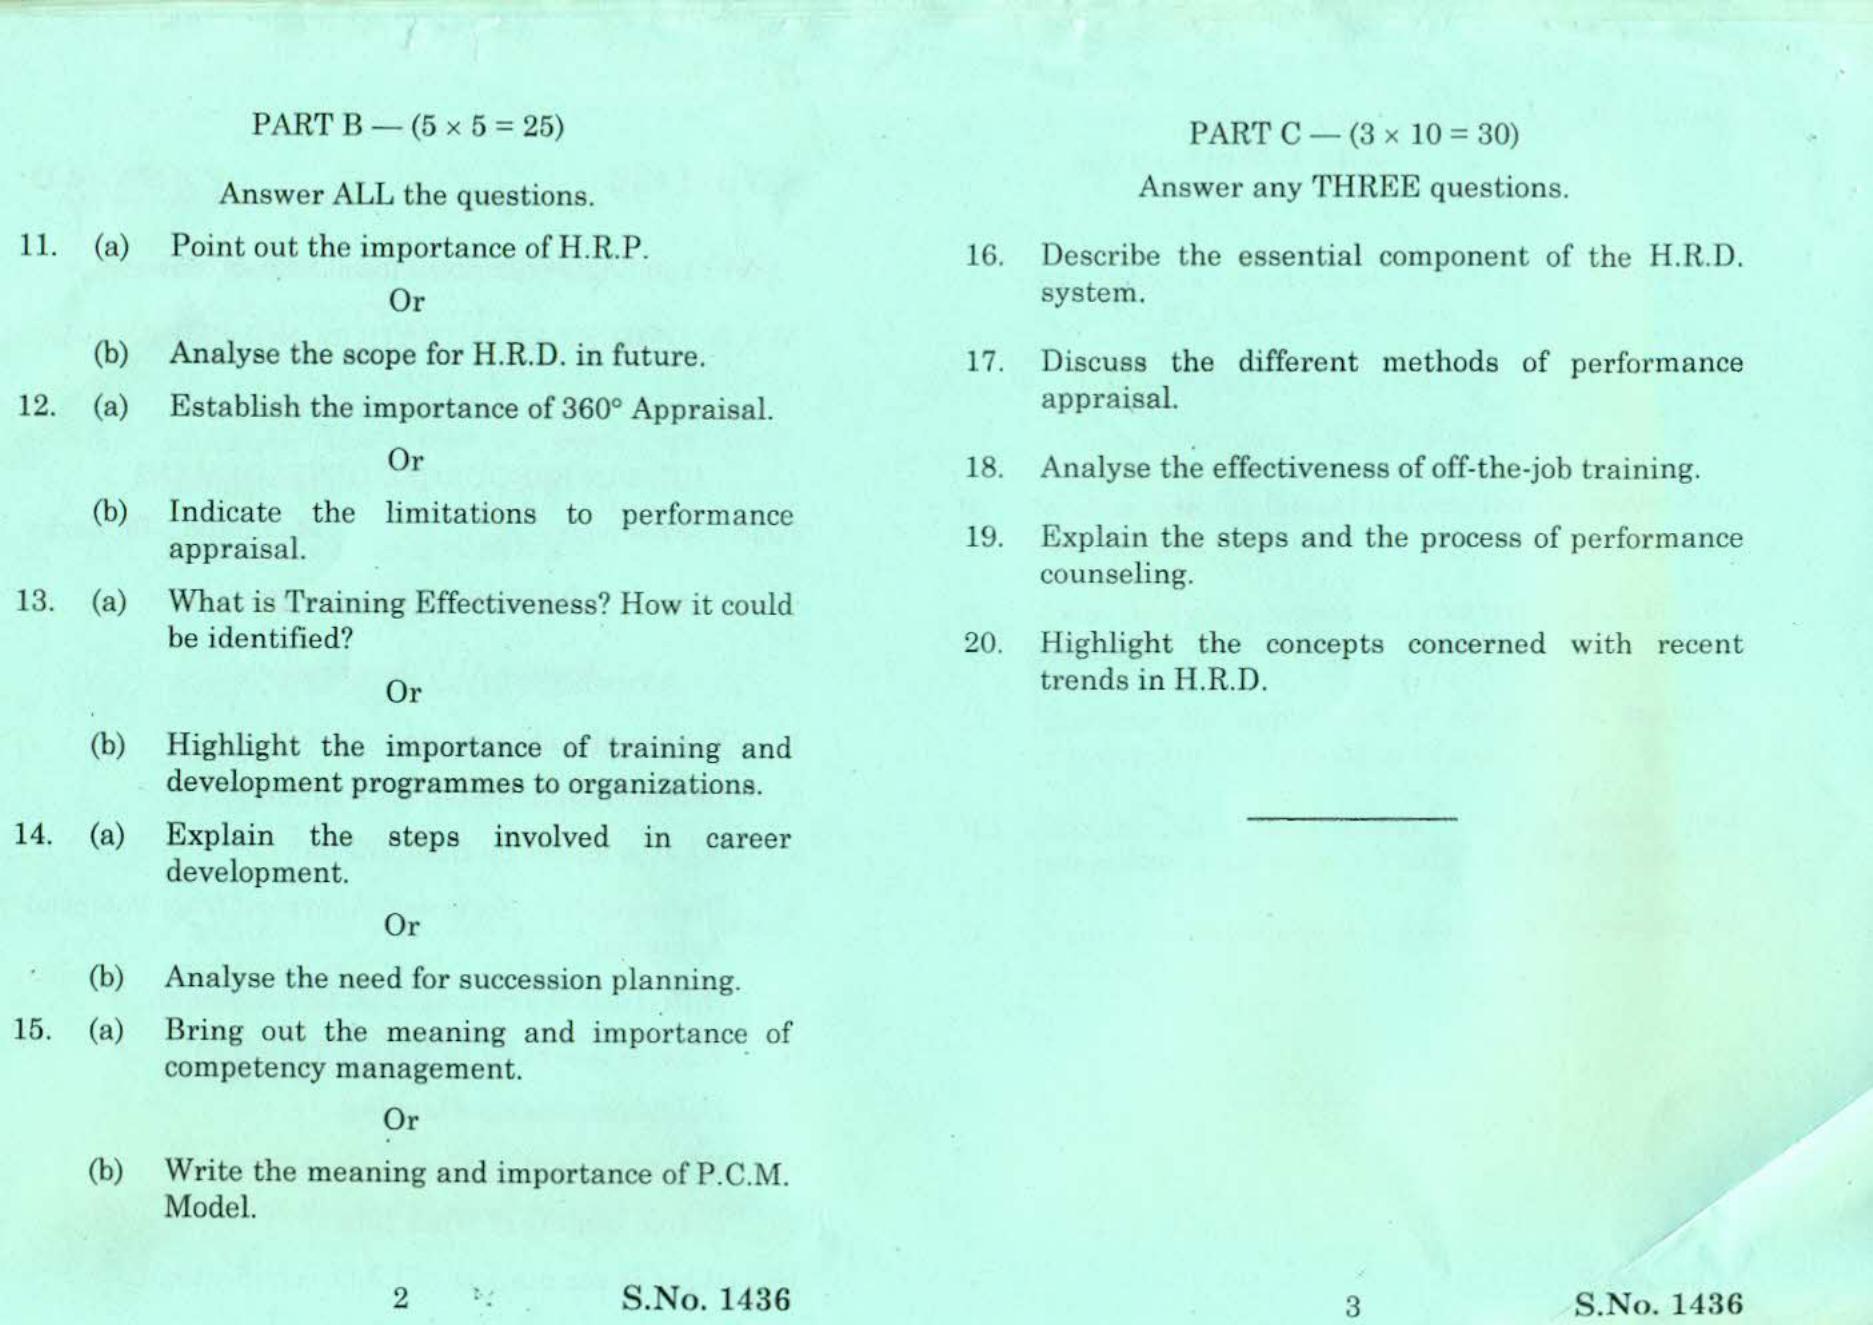 PART B — (5 × 5 = 25)
Answer ALL the questions.
11. (a) Point out the importance of H.R.P.
Or
(b) Analyse the scope for H.R.D. in future.
12. (a) Establish the importance of 360° Appraisal.
Or
(b) Indicate the limitations to performance
appraisal.
13. (a) What is Training Effectiveness? How it could
be identified?
Or
(b) Highlight the importance of training and
development programmes to organizations.
14. (a) Explain the steps involved in career
development.
Or
(b) Analyse the need for succession planning.
15. (a) Bring out the meaning and importance of
competency management.
Or
(b) Write the meaning and importance of P.C.M.
Model.
2 S.No. 1436
PART C — (3 × 10 = 30)
Answer any THREE questions.
16. Describe the essential component of the H.R.D.
system.
17. Discuss the different methods of performance
appraisal.
18. Analyse the effectiveness of off-the-job training.
19. Explain the steps and the process of performance
counseling.
20. Highlight the concepts concerned with recent
trends in H.R.D.
3 S.No. 1436